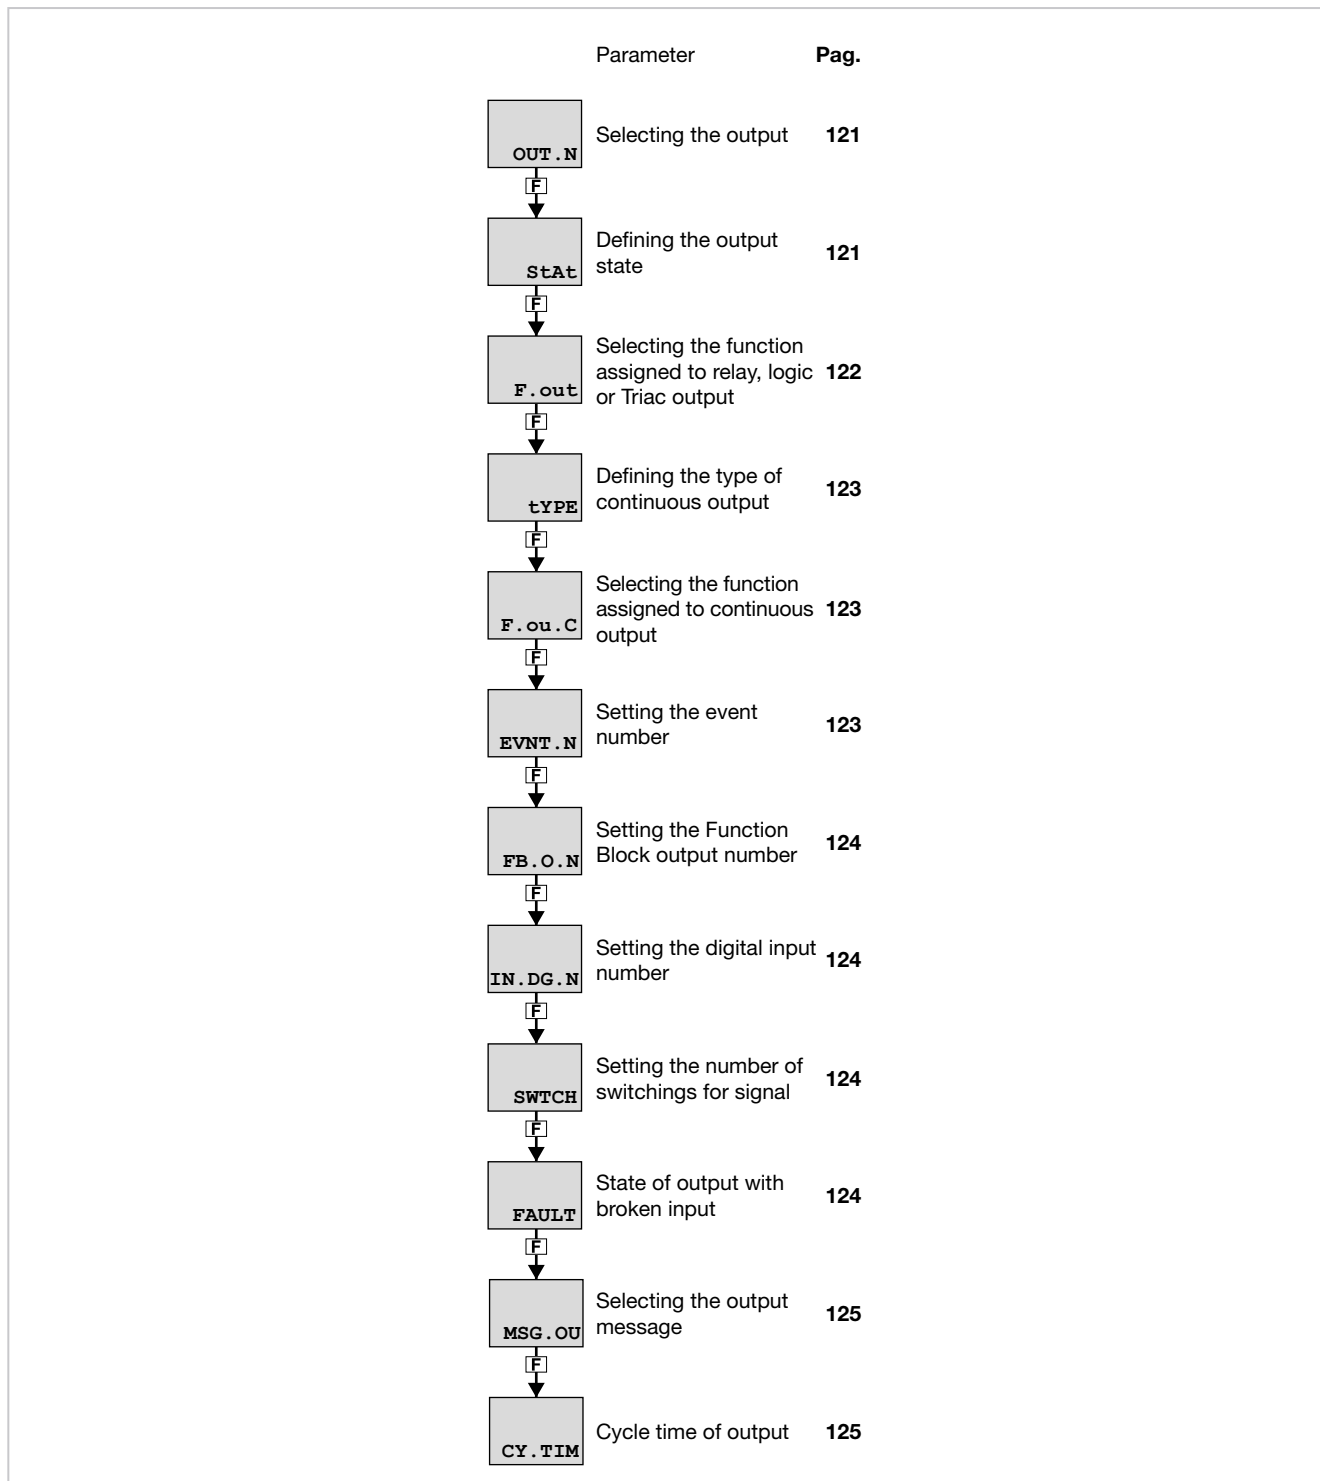 Parameter Pag.
OUT.N Selecting the output 121
F
StAt Defining the output
state 121
F
F.out Selecting the function
assigned to relay, logic 122
or Triac output
F
tYPE Defining the type of
continuous output 123
F
F.ou.C Selecting the function
assigned to continuous 123
output
F
EVNT.N Setting the event
number 123
F
FB.O.N Setting the Function
Block output number 124
F
IN.DG.N Setting the digital input
number 124
F
SWTCH Setting the number of
switchings for signal 124
F
FAULT State of output with
broken input 124
F
MSG.OU Selecting the output
message 125
F
CY.TIM Cycle time of output 125